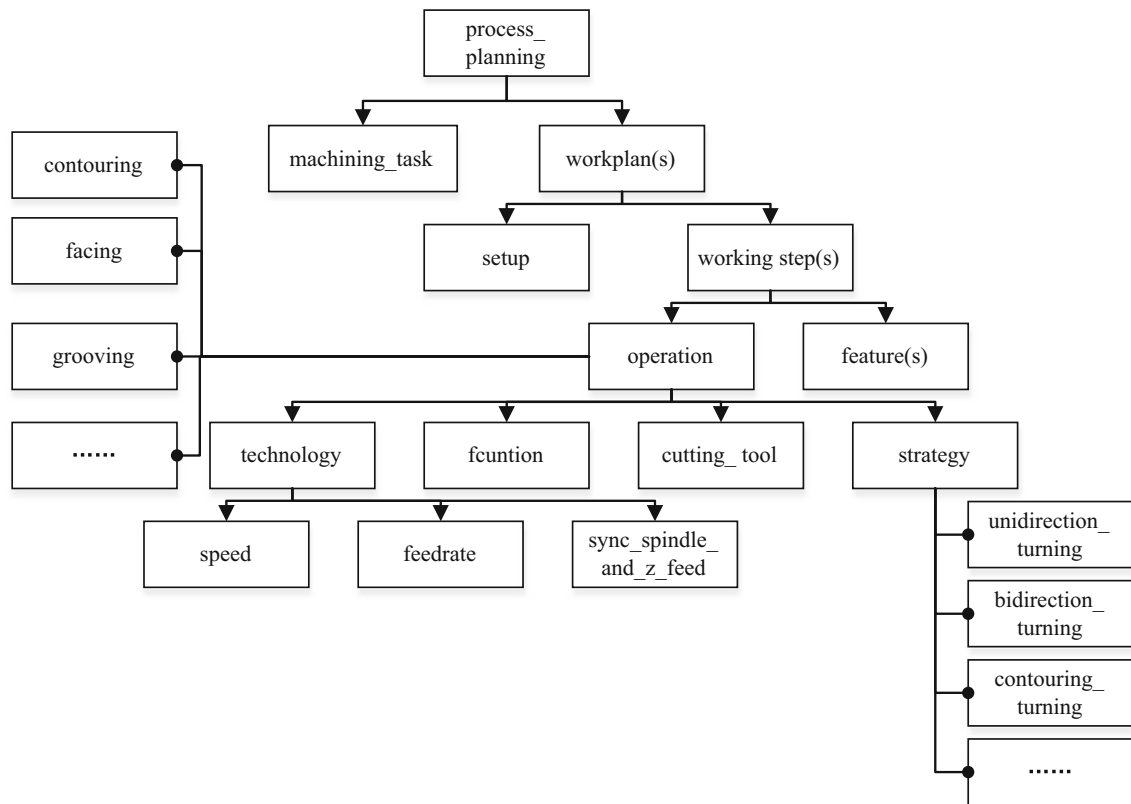 process_
planning
machining_task
workplan(s)
contouring
facing
setup
working step(s)
grooving
operation
feature(s)
······
technology
fcuntion
cutting_ tool
strategy
speed
feedrate
sync_spindle_
and_z_feed
unidirection_
turning
bidirection_
turning
contouring_
turning
······